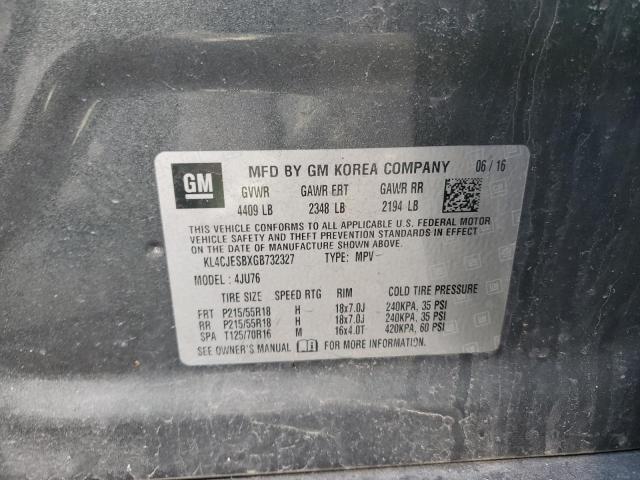 GM MFD BY GM KOREA COMPANY 06/16
GVWR GAWR FRT GAWR RR
4409 LB 2348 LB 2194 LB
THIS VEHICLE CONFORMS TO ALL APPLICABLE U.S. FEDERAL MOTOR
VEHICLE SAFETY AND THEFT PREVENTION STANDARDS IN EFFECT
ON THE DATE OF MANUFACTURE SHOWN ABOVE.
KL4CJESBXGB732327 TYPE: MPV
MODEL: 4JU76
TIRE SIZE SPEED RTG RIM COLD TIRE PRESSURE
FRT P215/55R18 H 18x7.0J 240KPA, 35 PSI
RR P215/55R18 H 18x7.0J 240KPA, 35 PSI
SPA T125/70R16 M 16x4.0T 420KPA, 60 PSI
SEE OWNER'S MANUAL FOR MORE INFORMATION.